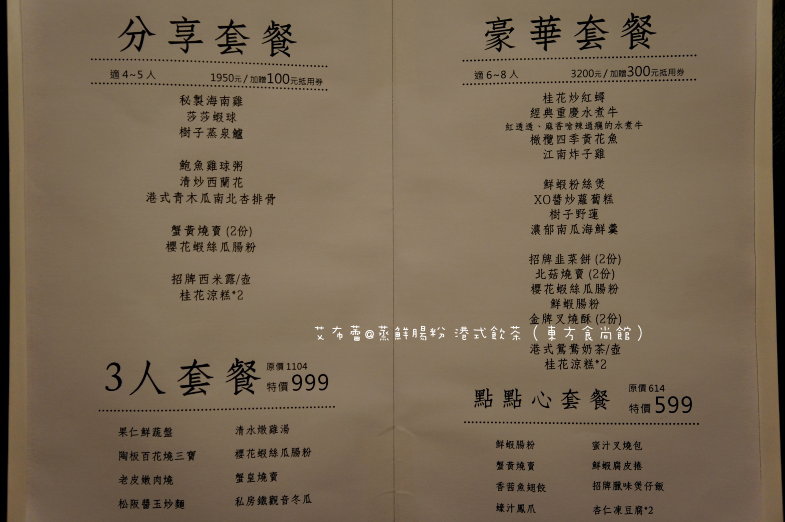 分享套餐
適4~5人 1950元/加贈100元抵用券
秘製海南雞
莎莎蝦球
樹子蒸泉鱸
鮑魚雞球粥
清炒西蘭花
港式青木瓜南北杏排骨
蟹黃燒賣(2份)
櫻花蝦絲瓜腸粉
招牌西米露/壺
桂花涼糕*2
3人套餐
原價1104
特價999
果仁鮮蔬盤
陶板百花燒三寶
老皮嫩肉燒
松阪醬玉炒麵
清水燉雞湯
櫻花蝦絲瓜腸粉
蟹皇燒賣
私房鐵觀音冬瓜
豪華套餐
適6~8人 3200元/加贈300元抵用券
桂花炒紅蟳
經典重慶水煮牛
紅透透、麻香嗆辣過癮的水煮牛
橄欖四季黃花魚
江南炸子雞
鮮蝦粉絲煲
XO醬炒蘿蔔糕
樹子野蓮
濃郁南瓜海鮮羹
招牌韭菜餅(2份)
北菇燒賣(2份)
櫻花蝦絲瓜腸粉
鮮蝦腸粉
金牌叉燒酥(2份)
港式鴛鴦奶茶/壺
桂花涼糕*2
點點心套餐
原價614
特價599
鮮蝦腸粉
蟹黃燒賣
香茜魚翅餃
蠔汁鳳爪
蜜汁叉燒包
鮮蝦腐皮捲
招牌臘味煲仔飯
杏仁凍豆腐*2
艾布蕾@蒸鮮腸粉 港式飲茶(東方食尚館)